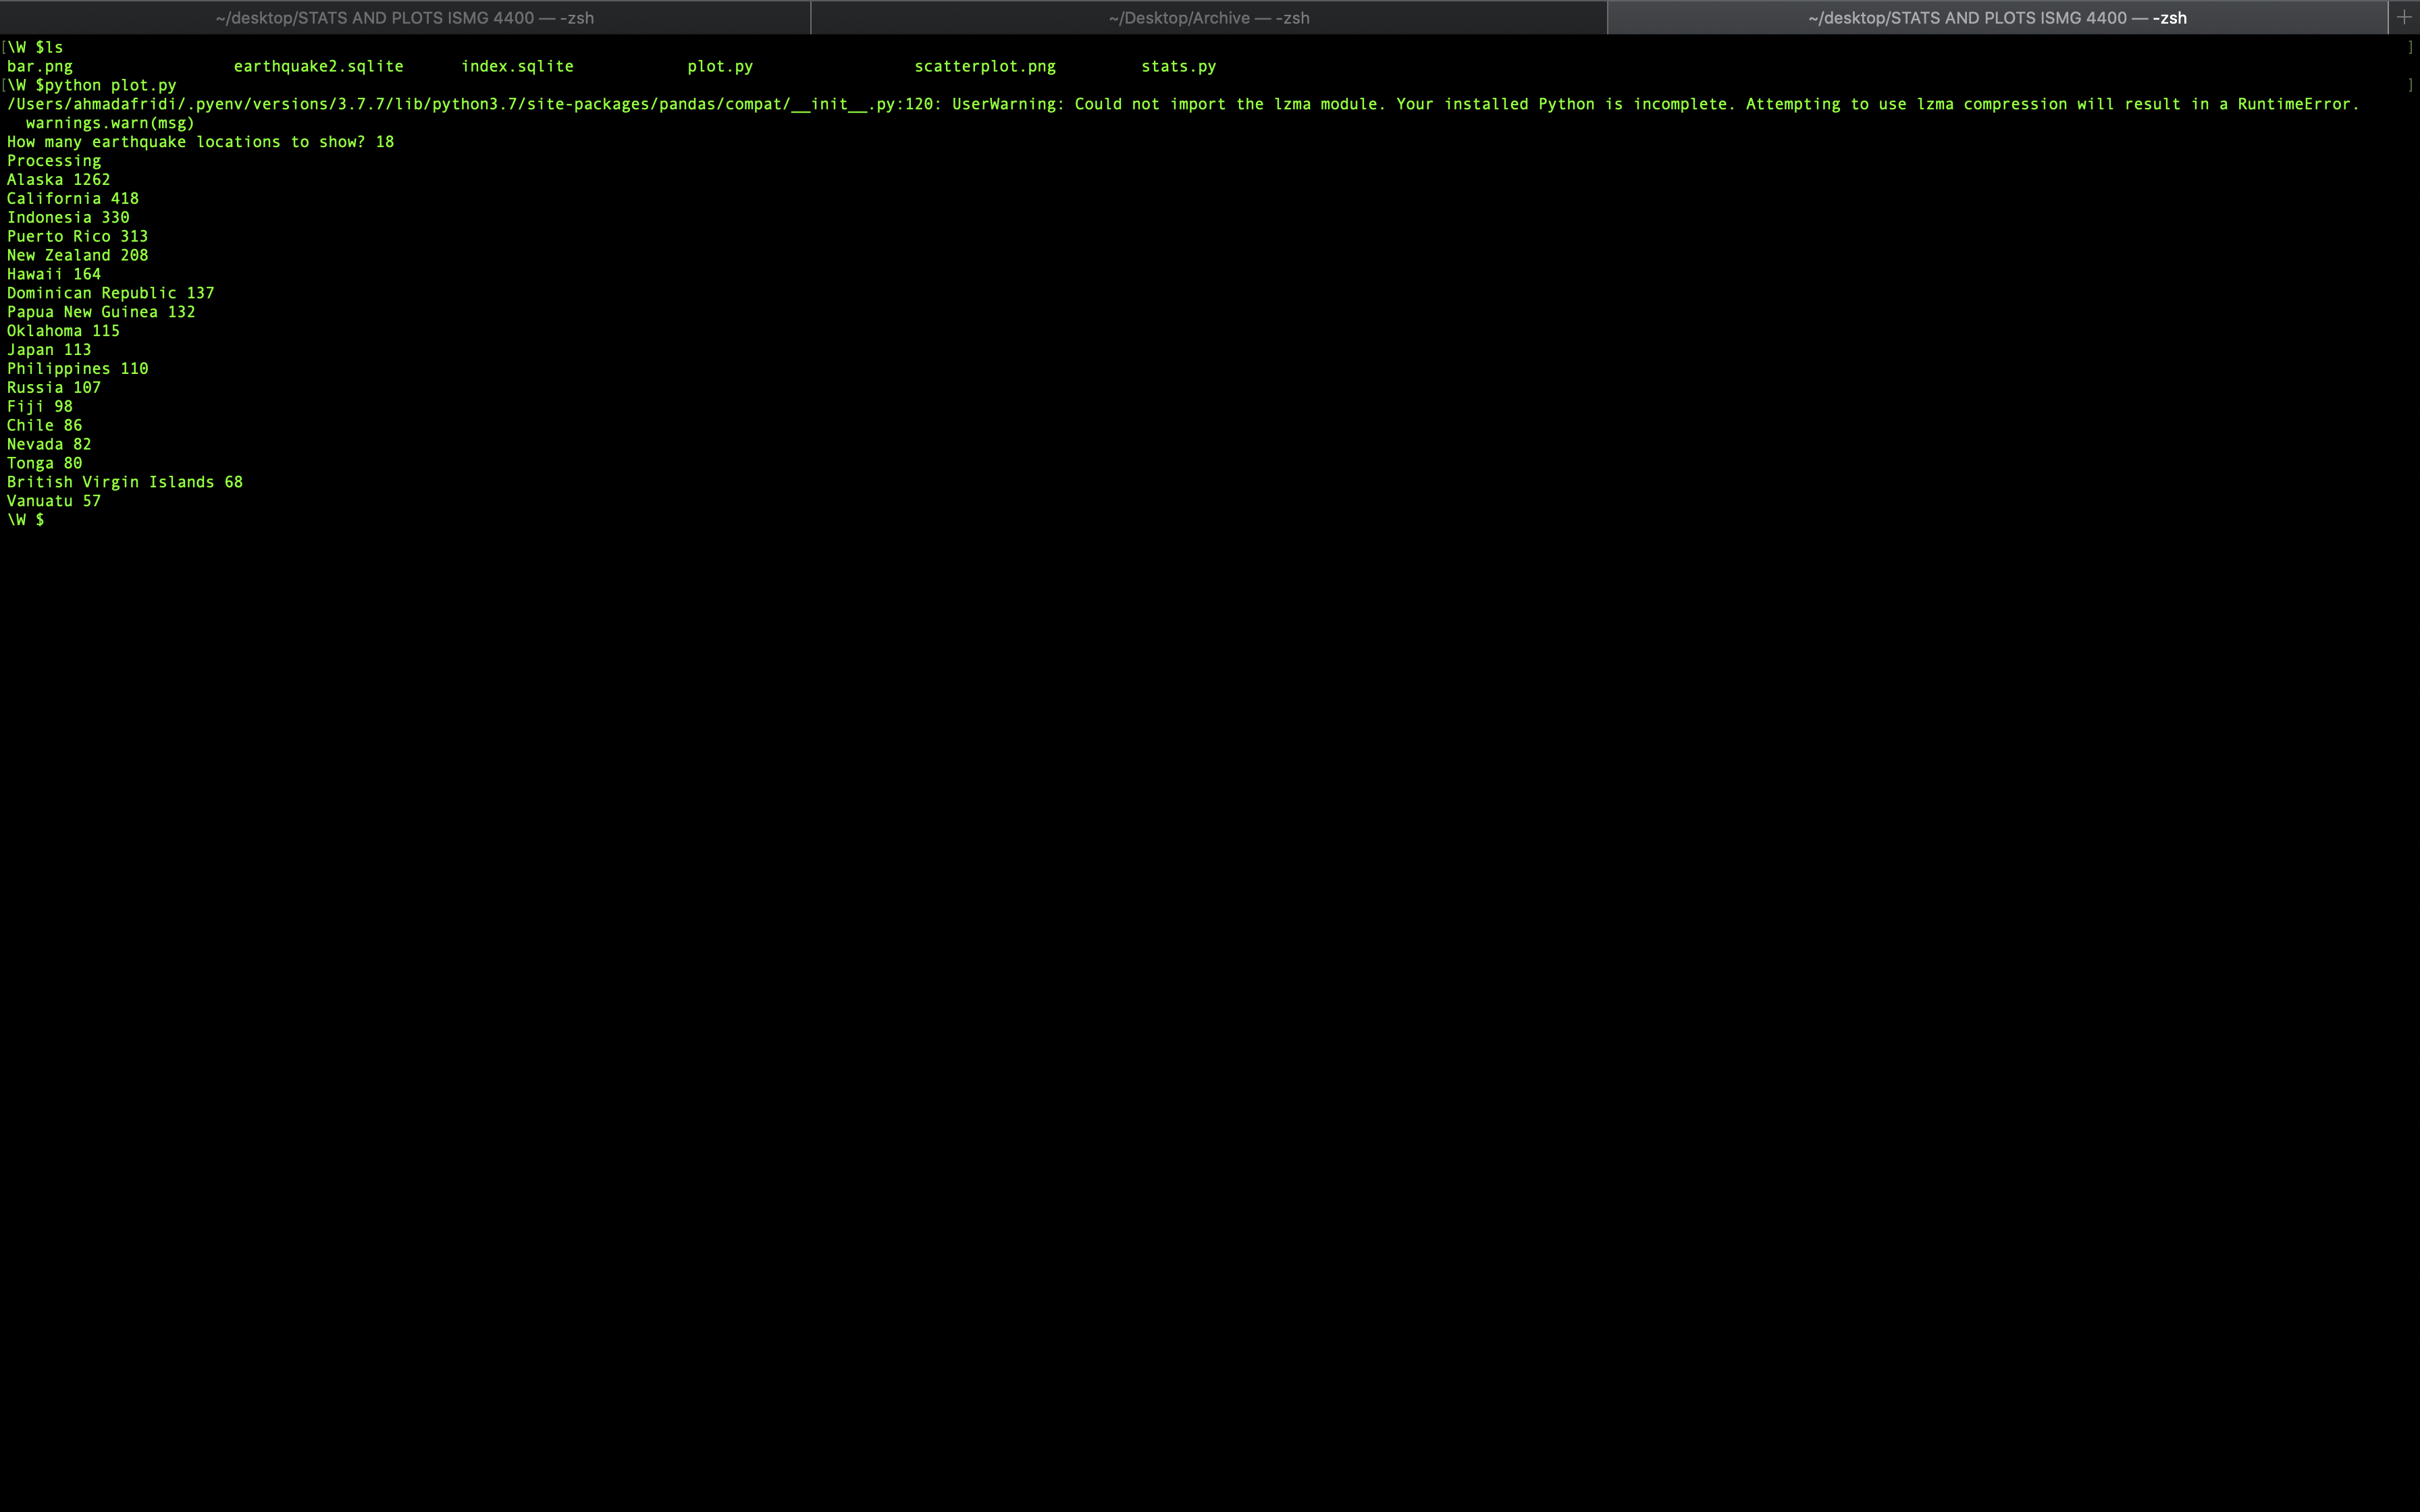 ~/desktop/STATS AND PLOTS ISMG 4400 — -zsh
~/Desktop/Archive — -zsh
~/desktop/STATS AND PLOTS ISMG 4400 — -zsh
+
[\W $ls ]
bar.png earthquake2.sqlite index.sqlite plot.py scatterplot.png stats.py
[\W $python plot.py ]
/Users/ahmadafridi/.pyenv/versions/3.7.7/lib/python3.7/site-packages/pandas/compat/__init__.py:120: UserWarning: Could not import the lzma module. Your installed Python is incomplete. Attempting to use lzma compression will result in a RuntimeError.
  warnings.warn(msg)
How many earthquake locations to show? 18
Processing
Alaska 1262
California 418
Indonesia 330
Puerto Rico 313
New Zealand 208
Hawaii 164
Dominican Republic 137
Papua New Guinea 132
Oklahoma 115
Japan 113
Philippines 110
Russia 107
Fiji 98
Chile 86
Nevada 82
Tonga 80
British Virgin Islands 68
Vanuatu 57
\W $